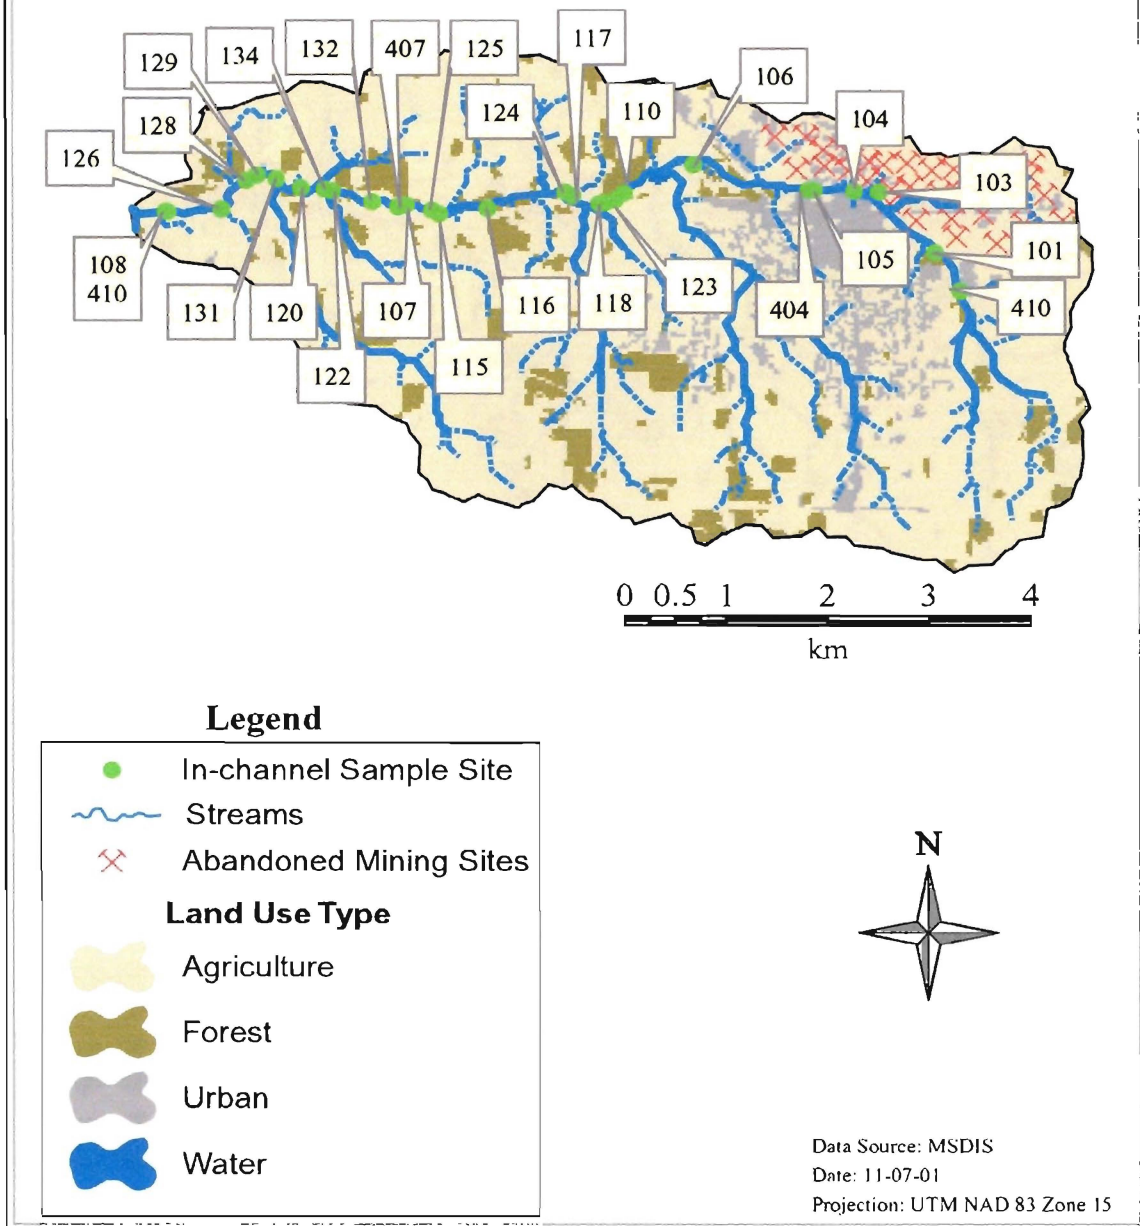 117
132
407
125
129
134
106
124
110
104
128
126
103
108
410
101
105
123
131
120
107
116
118
404
410
122
115
0 0.5 1 2 3 4
km
Legend
In-channel Sample Site
Streams
Abandoned Mining Sites
Land Use Type
Agriculture
Forest
Urban
Water
N
Data Source: MSDIS
Date: 11-07-01
Projection: UTM NAD 83 Zone 15